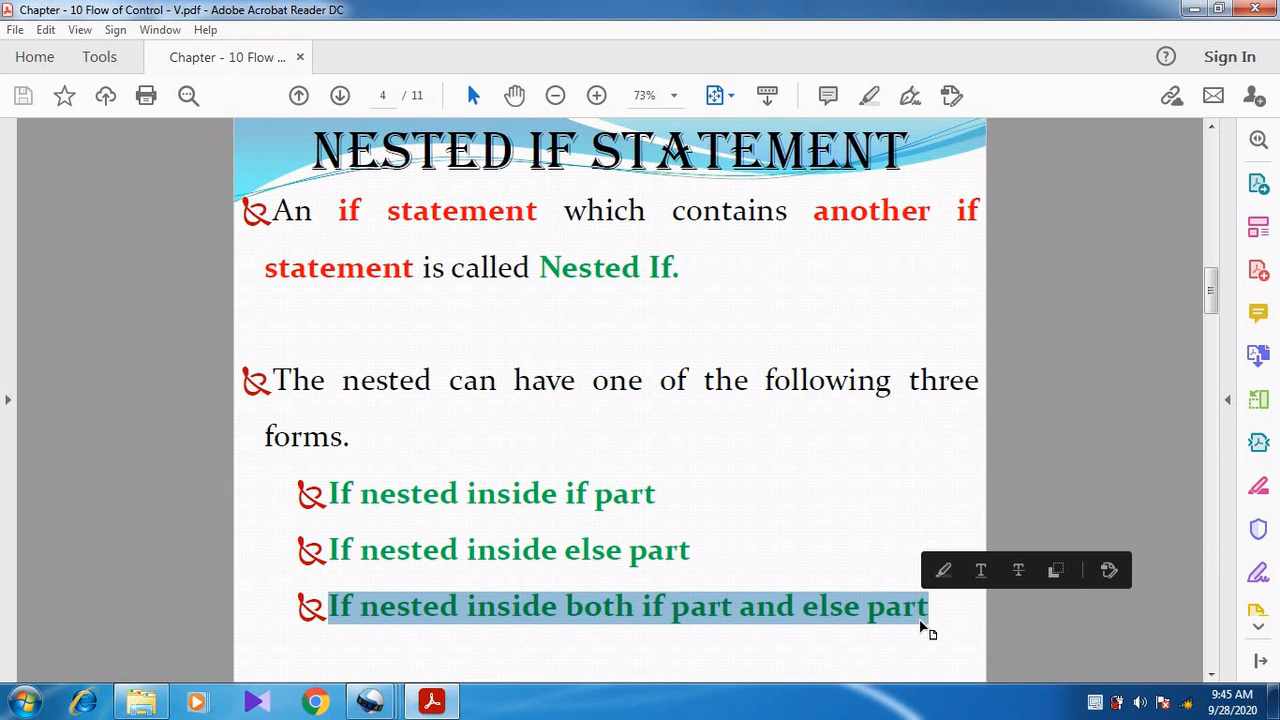 Chapter - 10 Flow of Control - V.pdf - Adobe Acrobat Reader DC
File Edit View Sign Window Help
Home Tools Chapter - 10 Flow ... × Sign In
4 / 11 73%
NESTED IF STATEMENT
An if statement which contains another if
statement is called Nested If.
The nested can have one of the following three
forms.
If nested inside if part
If nested inside else part
If nested inside both if part and else part
9:45 AM
9/28/2020